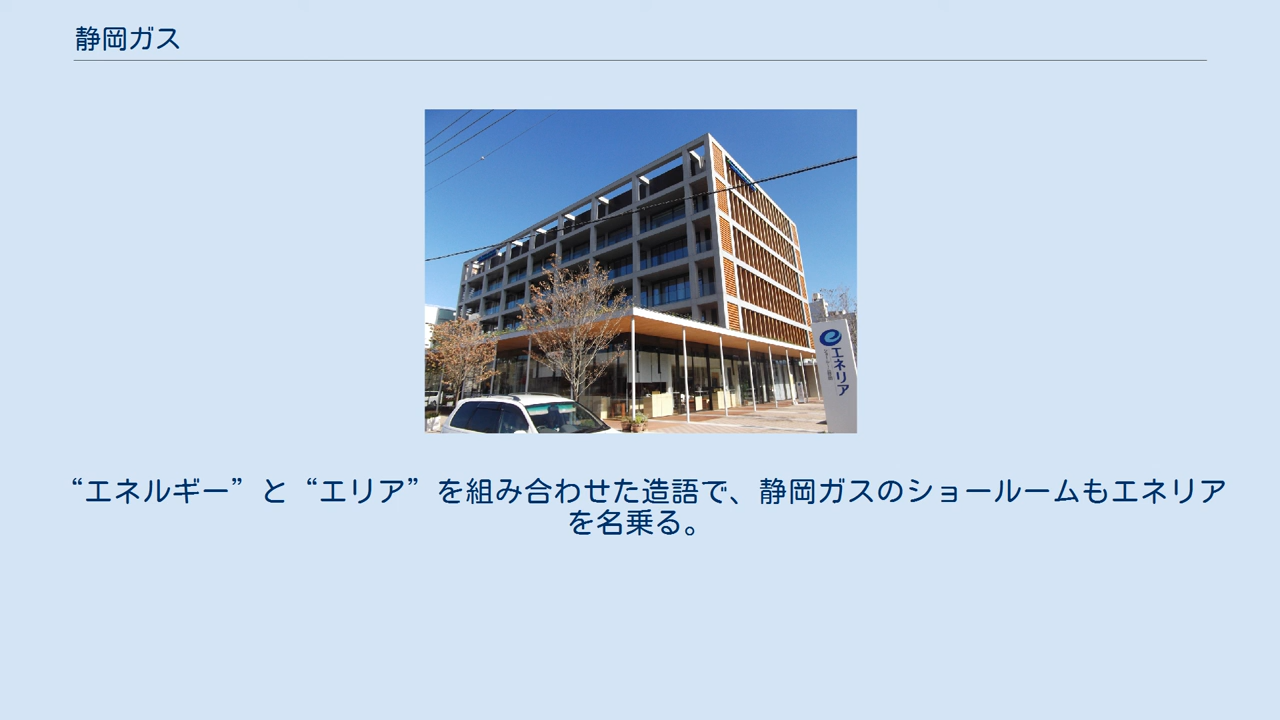 静岡ガス
エネリア
“エネルギー”と“エリア”を組み合わせた造語で、静岡ガスのショールームもエネリア
を名乗る。